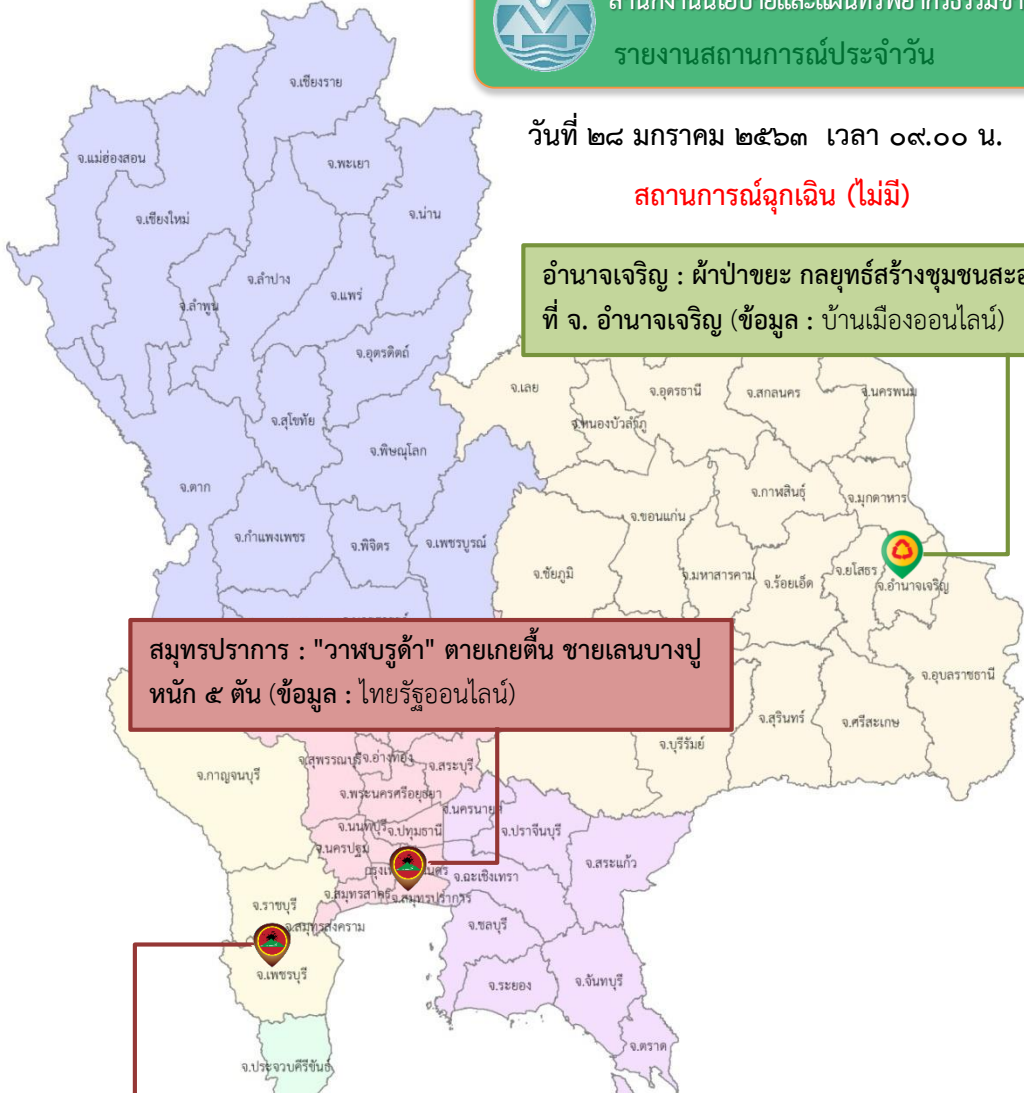 รายงานสถานการณ์ประจำวัน
วันที่ ๒๘ มกราคม ๒๕๖๓ เวลา ๐๙.๐๐ น.
สถานการณ์ฉุกเฉิน (ไม่มี)
อำนาจเจริญ : ผ้าป่าขยะ กลยุทธ์สร้างชุมชนสะอ
ที่ จ. อำนาจเจริญ (ข้อมูล : บ้านเมืองออนไลน์)
จ.เชียงราย
จ.แม่ฮ่องสอน
จ.พะเยา
จ.เชียงใหม่
จ.น่าน
จ.ลำปาง
จ.แพร่
จ.ลำพูน
จ.อุตรดิตถ์
จ.เลย
จ.อุดรธานี
จ.สกลนคร
จ.นครพนม
จ.หนองบัวลำภู
จ.สุโขทัย
จ.พิษณุโลก
จ.ตาก
จ.กาฬสินธุ์
จ.มุกดาหาร
จ.ขอนแก่น
จ.กำแพงเพชร
จ.พิจิตร
จ.เพชรบูรณ์
จ.ชัยภูมิ
จ.มหาสารคาม
จ.ร้อยเอ็ด
จ.ยโสธร
จ.อำนาจเจริญ
สมุทรปราการ : "วาฬบรูด้า" ตายเกยตื้น ชายเลนบางปู
หนัก ๕ ตัน (ข้อมูล : ไทยรัฐออนไลน์)
จ.อุบลราชธานี
จ.สุรินทร์
จ.ศรีสะเกษ
จ.บุรีรัมย์
จ.กาญจนบุรี
จ.สุพรรณบุรี
จ.อ่างทอง
จ.สระบุรี
จ.พระนครศรีอยุธยา
จ.นครนายก
จ.นนทบุรี
จ.ปทุมธานี
จ.ปราจีนบุรี
จ.นครปฐม
จ.สระแก้ว
จ.ฉะเชิงเทรา
จ.สมุทรสาคร
จ.สมุทรปราการ
จ.ราชบุรี
จ.สมุทรสงคราม
จ.ชลบุรี
จ.เพชรบุรี
จ.ระยอง
จ.จันทบุรี
จ.ตราด
จ.ประจวบคีรีขันธ์